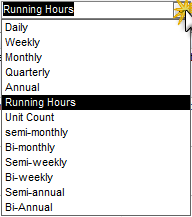 Running Hours
Daily
Weekly
Monthly
Quarterly
Annual
Running Hours
Unit Count
semi-monthly
Bi-monthly
Semi-weekly
Bi-weekly
Semi-annual
Bi-Annual